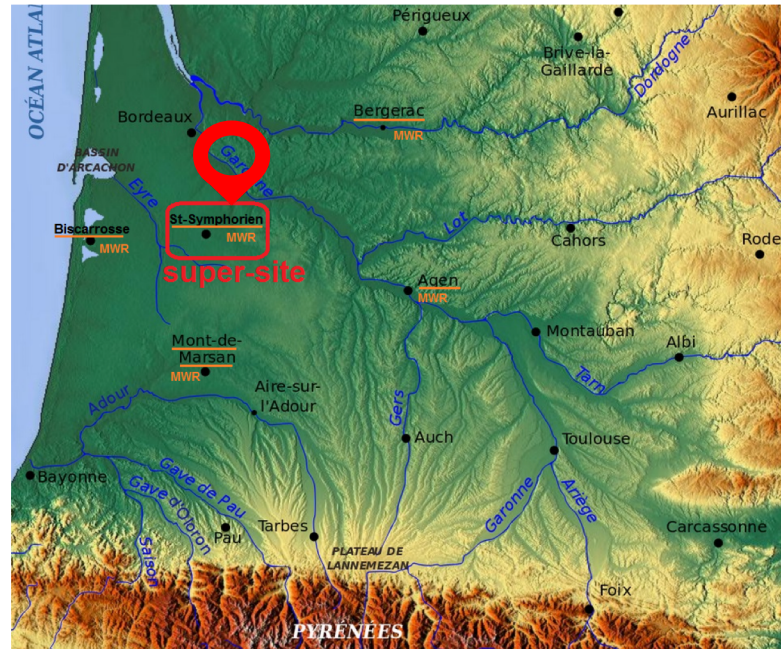 OCÉAN ATLA
Périgueux
Brive-la-
Gaillarde
Dordogne
Aurillac
Bergerac
MWR
Bordeaux
BASSIN
D'ARCACHON
Garonne
Eyre
St-Symphorien
MWR
super-site
Biscarrosse
MWR
Lot
Cahors
Rode
Agen
MWR
Montauban
Albi
Tarn
Mont-de-
Marsan
MWR
Aire-sur-
l'Adour
Adour
Gers
Auch
Toulouse
Bayonne
Gave de Pau
Gave d'Oloron
Saison
Pau
Tarbes
Garonne
Ariège
Carcassonne
PLATEAU DE
LANNEMEZAN
Foix
PYRÉNÉES